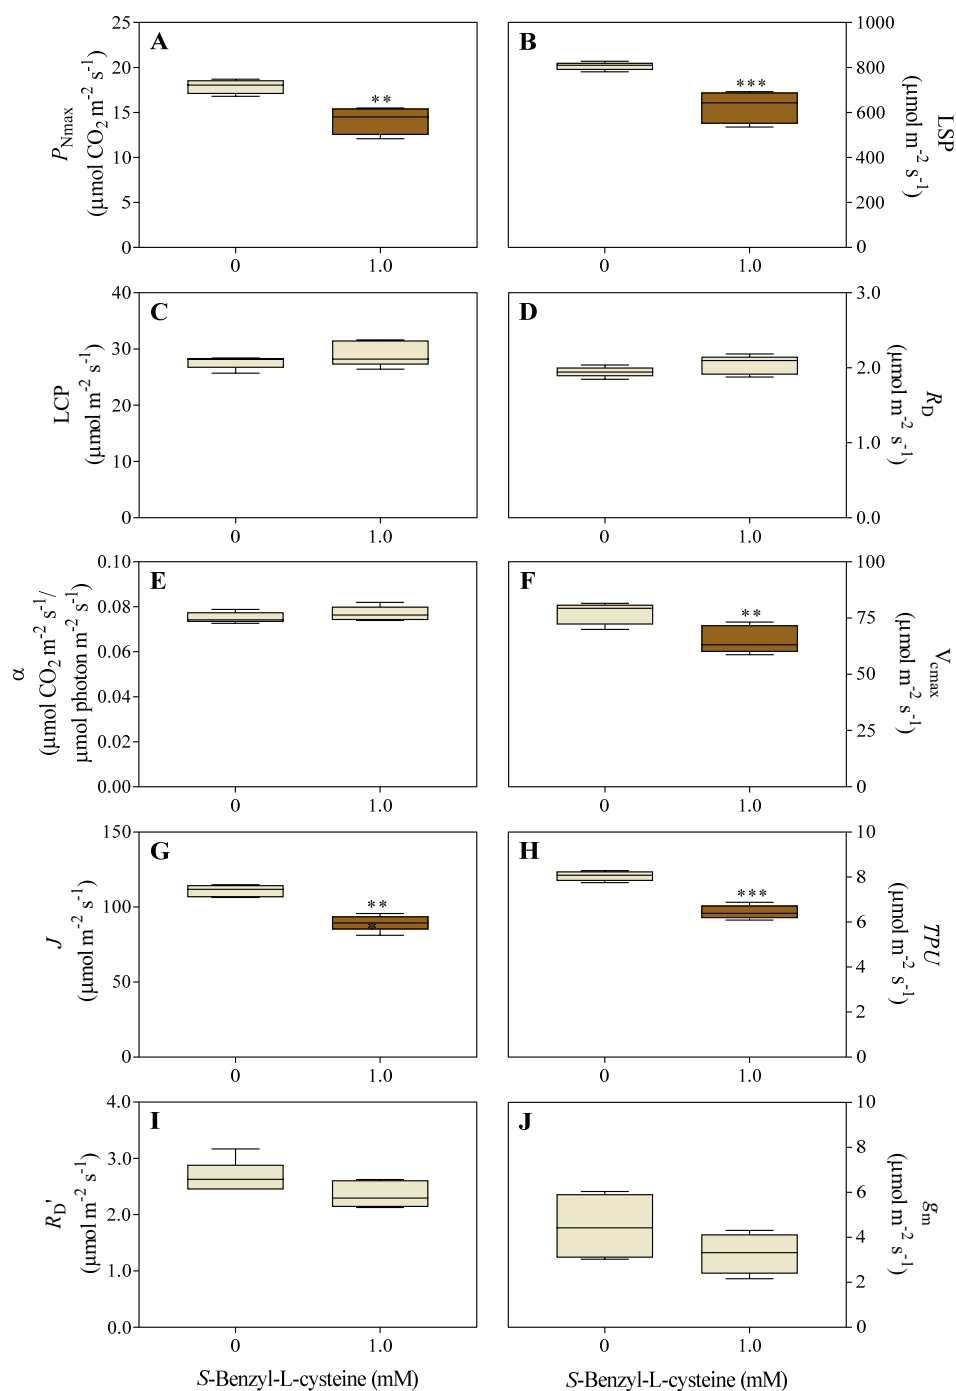 A
25
20
15
10
5
0
P_Nmax
(μmol CO₂ m⁻² s⁻¹)
**
0
1.0
B
1000
800
600
400
200
0
LSP
(μmol m⁻² s⁻¹)
***
0
1.0
C
40
30
20
10
0
LCP
(μmol m⁻² s⁻¹)
0
1.0
D
3.0
2.0
1.0
0.0
R_D
(μmol m⁻² s⁻¹)
0
1.0
E
0.10
0.08
0.06
0.04
0.02
0.00
α
(μmol CO₂ m⁻² s⁻¹/
μmol photon m⁻² s⁻¹)
0
1.0
F
100
75
50
25
0
V_cmax
(μmol m⁻² s⁻¹)
**
0
1.0
G
150
100
50
0
J
(μmol m⁻² s⁻¹)
**
*
0
1.0
H
10
8
6
4
2
0
TPU
(μmol m⁻² s⁻¹)
***
0
1.0
I
4.0
3.0
2.0
1.0
0.0
R_D'
(μmol m⁻² s⁻¹)
0
1.0
S-Benzyl-L-cysteine (mM)
J
10
8
6
4
2
0
g_m
(μmol m⁻² s⁻¹)
0
1.0
S-Benzyl-L-cysteine (mM)